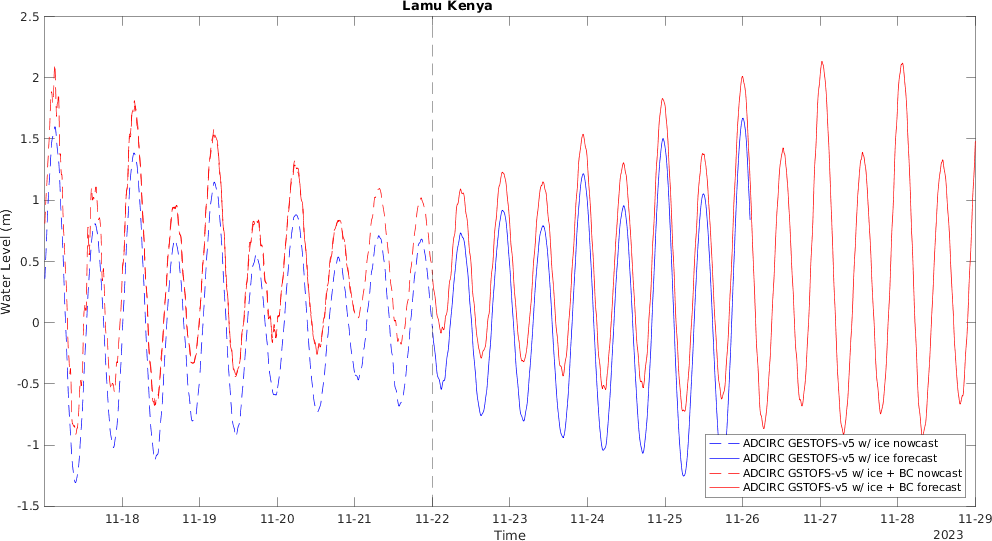 Lamu Kenya
2.5
2
1.5
1
0.5
0
-0.5
-1
-1.5
Water Level (m)
11-18 11-19 11-20 11-21 11-22 11-23 11-24 11-25 11-26 11-27 11-28 11-29
Time
2023
ADCIRC GESTOFS-v5 w/ ice nowcast
ADCIRC GESTOFS-v5 w/ ice forecast
ADCIRC GSTOFS-v5 w/ ice + BC nowcast
ADCIRC GSTOFS-v5 w/ ice + BC forecast